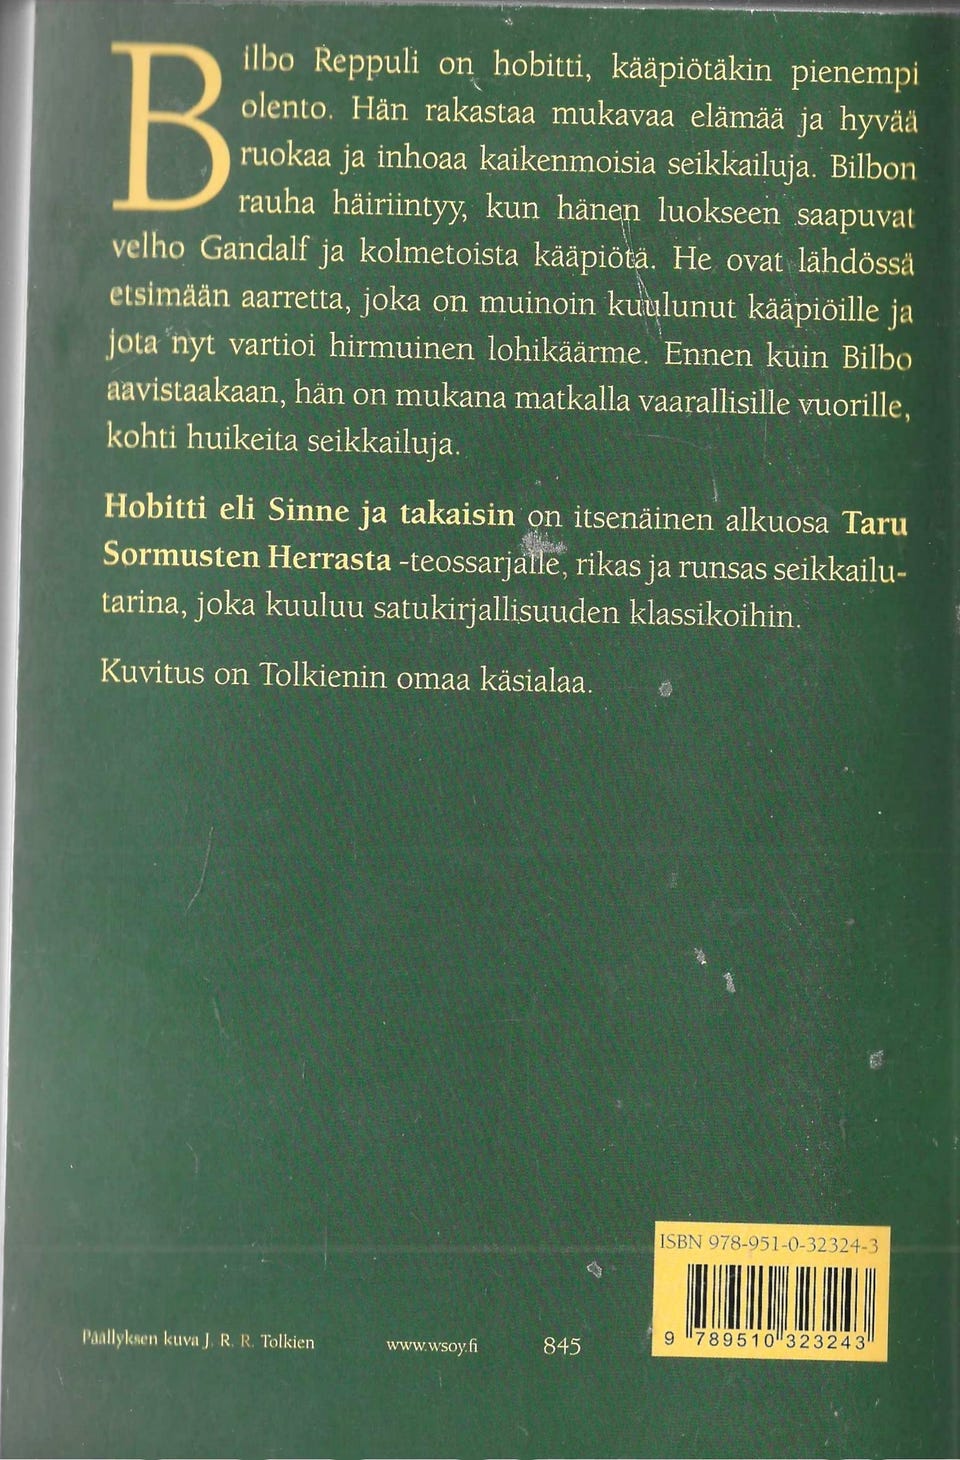 Bilbo Reppuli on hobitti, kääpiötäkin pienempi
olento. Hän rakastaa mukavaa elämää ja hyvää
ruokaa ja inhoaa kaikenmoisia seikkailuja. Bilbon
rauha häiriintyy, kun hänen luokseen saapuvat
velho Gandalf ja kolmetoista kääpiötä. He ovat lähdössä
etsimään aarretta, joka on muinoin kuulunut kääpiöille ja
jota nyt vartioi hirmuinen lohikäärme. Ennen kuin Bilbo
aavistaakaan, hän on mukana matkalla vaarallisille vuorille,
kohti huikeita seikkailuja.
Hobitti eli Sinne ja takaisin on itsenäinen alkuosa Taru
Sormusten Herrasta -teossarjalle, rikas ja runsas seikkailu-
tarina, joka kuuluu satukirjallisuuden klassikoihin.
Kuvitus on Tolkienin omaa käsialaa.
ISBN 978-951-0-32324-3
9 789510 323243
Päällyksen kuva J. R. R. Tolkien www.wsoy.fi 845